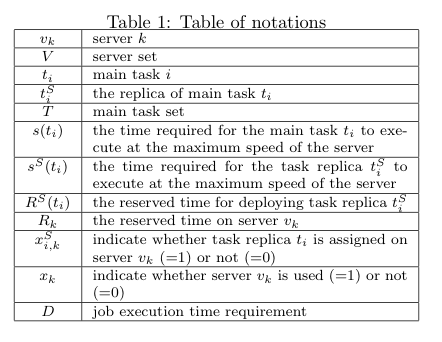 Table 1: Table of notations
v_k server k
V server set
t_i main task i
t_i^S the replica of main task t_i
T main task set
s(t_i) the time required for the main task t_i to exe-
cute at the maximum speed of the server
s^S(t_i) the time required for the task replica t_i^S to
execute at the maximum speed of the server
R^S(t_i) the reserved time for deploying task replica t_i^S
R_k the reserved time on server v_k
x_{i,k}^S indicate whether task replica t_i is assigned on
server v_k (=1) or not (=0)
x_k indicate whether server v_k is used (=1) or not
(=0)
D job execution time requirement